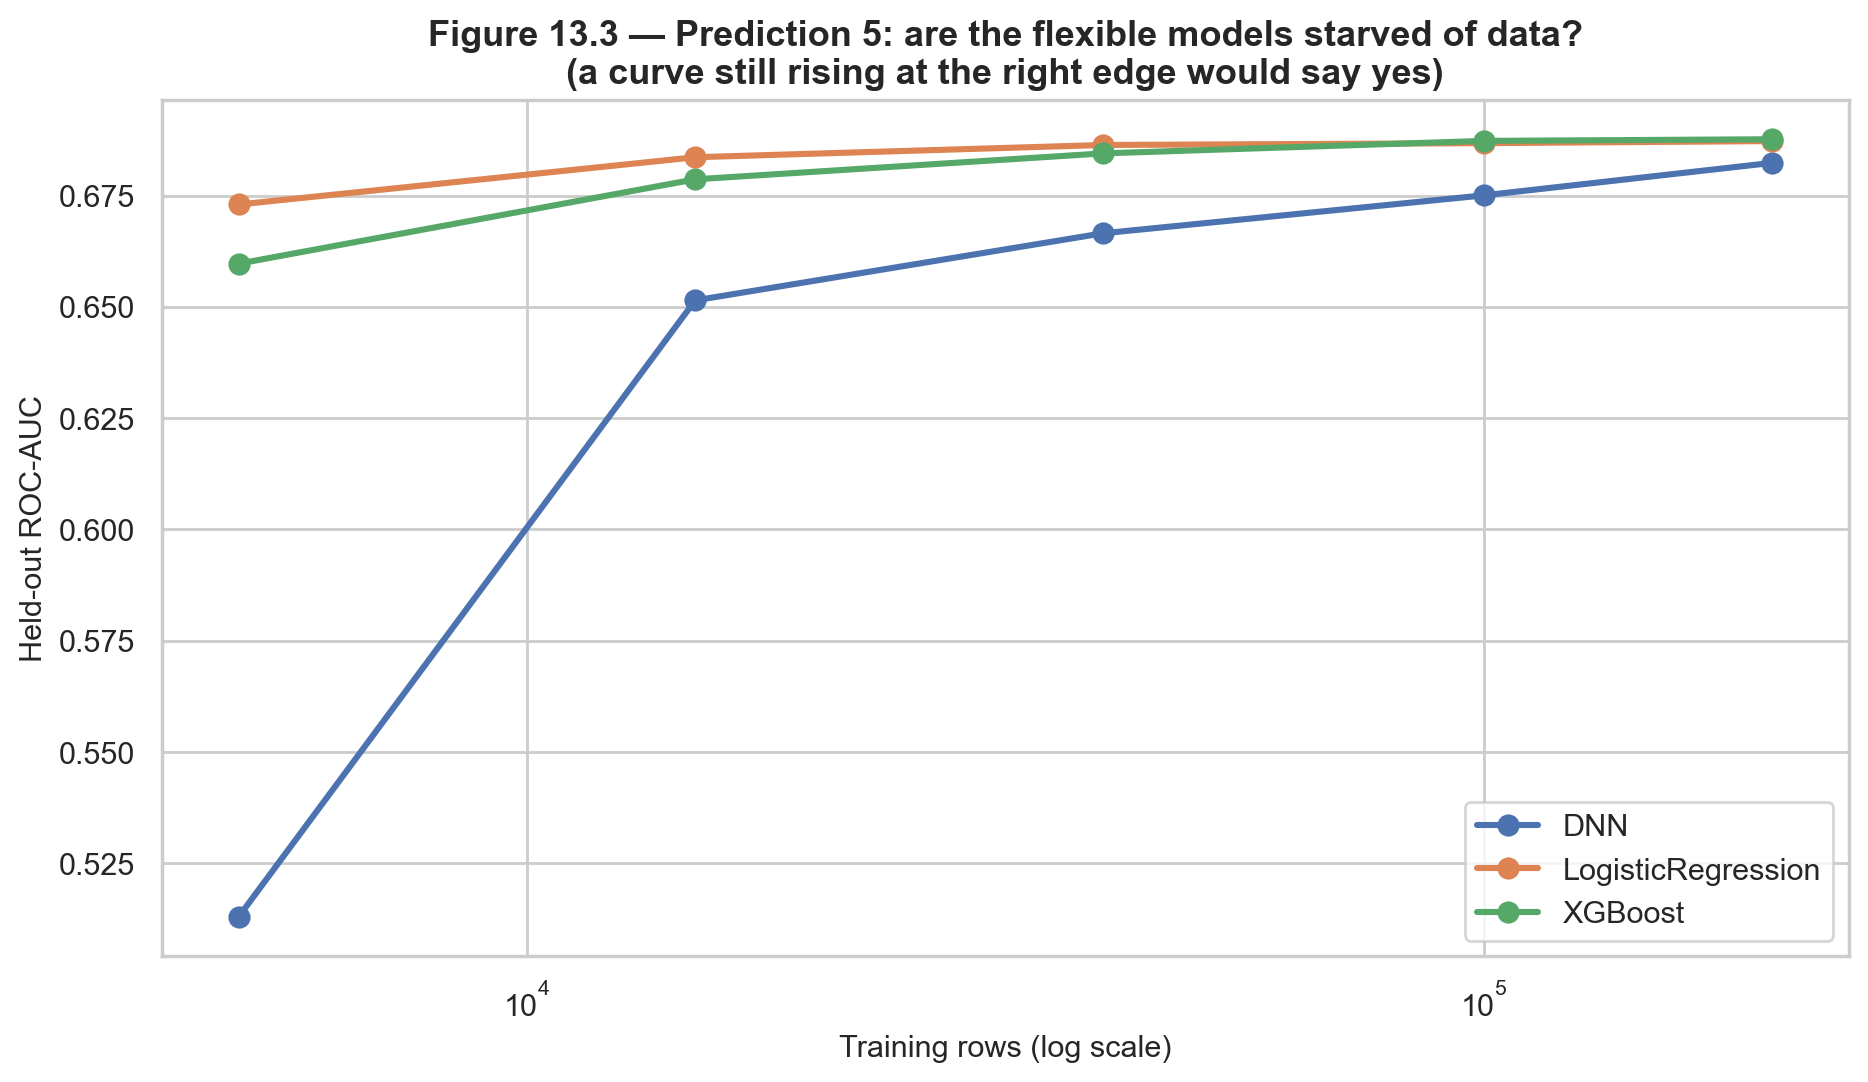 Figure 13.3 — Prediction 5: are the flexible models starved of data?
(a curve still rising at the right edge would say yes)
Held-out ROC-AUC
0.675
0.650
0.625
0.600
0.575
0.550
0.525
DNN
LogisticRegression
XGBoost
10^4
10^5
Training rows (log scale)